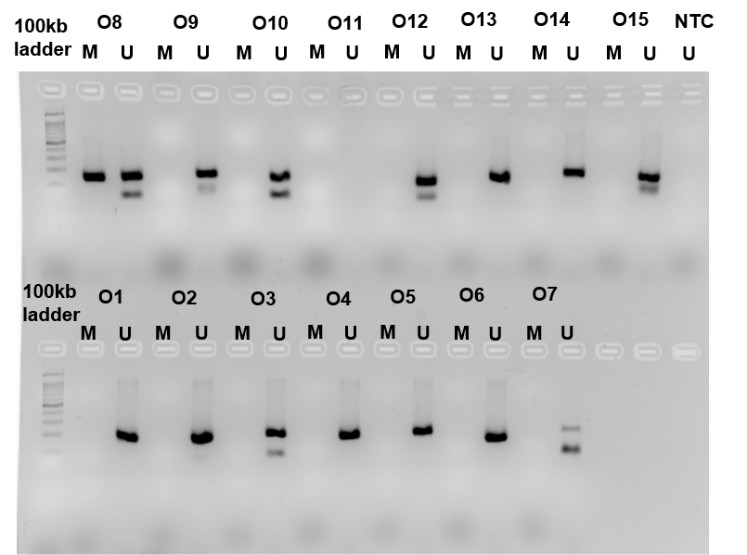 100kb ladder O8 O9 O10 O11 O12 O13 O14 O15 NTC
M U M U M U M U M U M U M U M U U
100kb ladder O1 O2 O3 O4 O5 O6 O7
M U M U M U M U M U M U M U